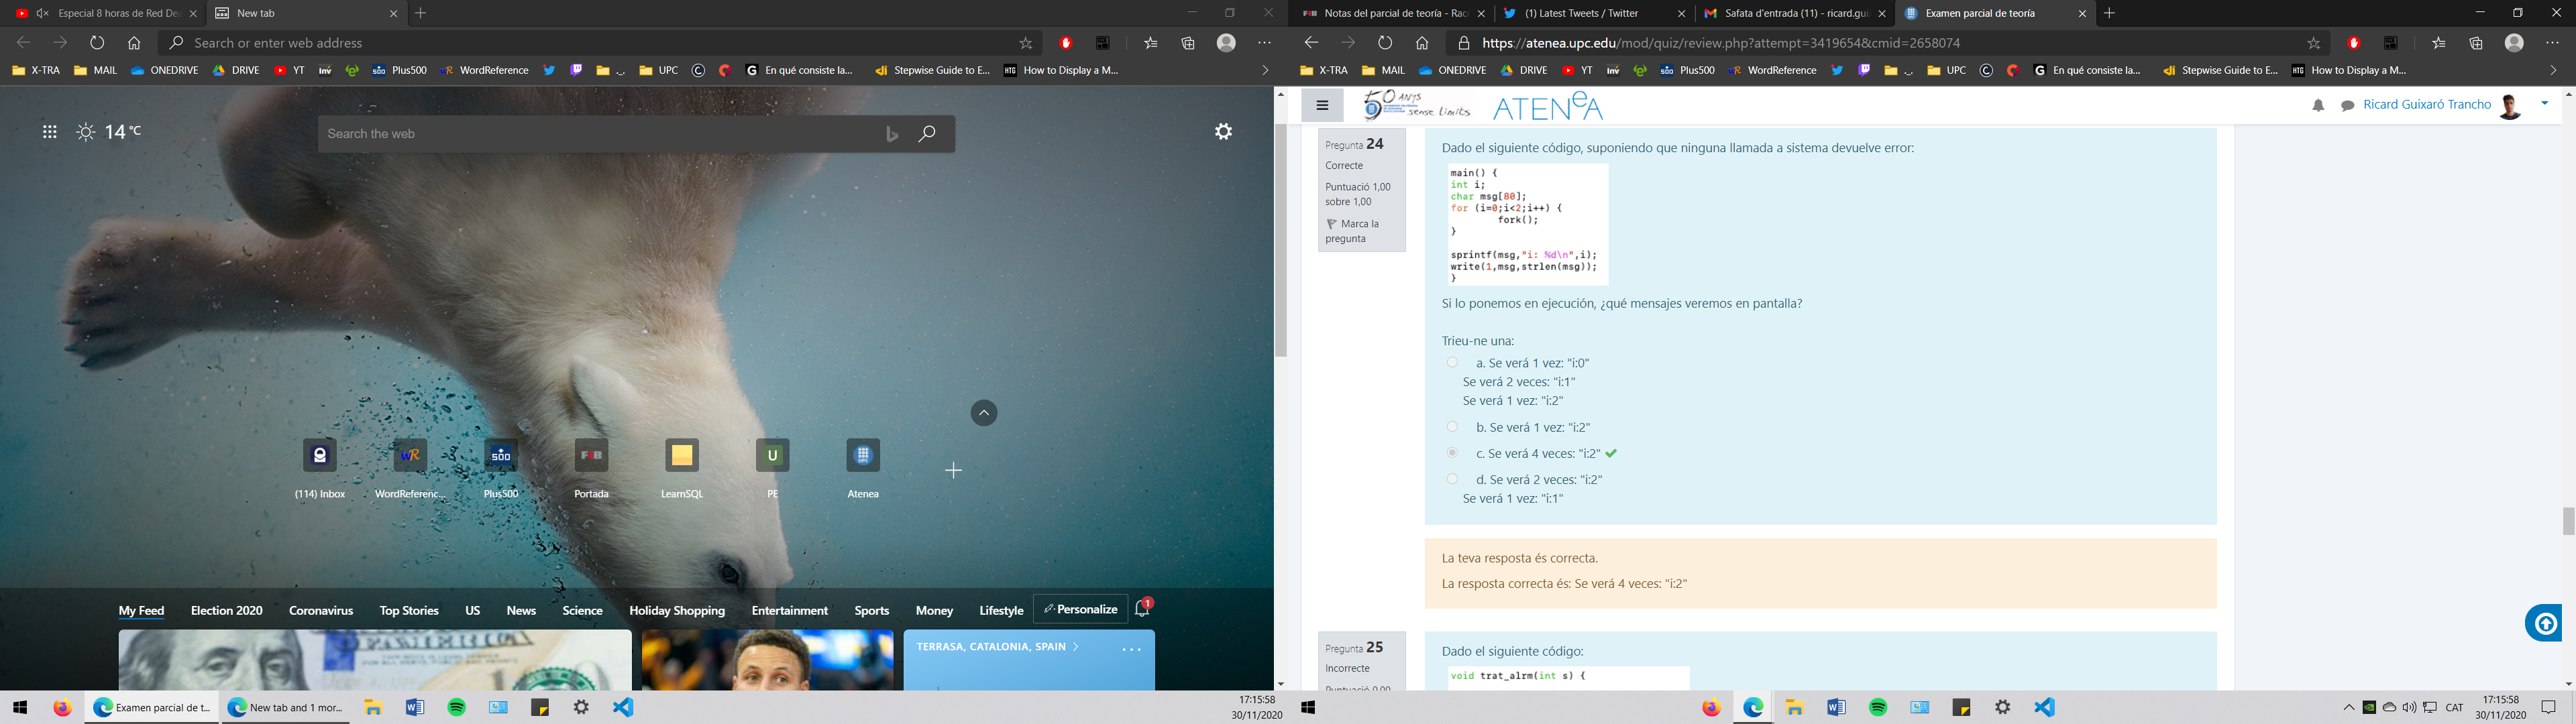 Especial 8 horas de Red De
New tab
Search or enter web address
X-TRA
MAIL
ONEDRIVE
DRIVE
YT
inv
Plus500
WordReference
UPC
En qué consiste la...
Stepwise Guide to E...
HTG
How to Display a M...
14 °C
Search the web
(114) Inbox
WordReferenc...
Plus500
Portada
LearnSQL
PE
Atenea
My Feed
Election 2020
Coronavirus
Top Stories
US
News
Science
Holiday Shopping
Entertainment
Sports
Money
Lifestyle
Personalize
1
TERRASA, CATALONIA, SPAIN
Examen parcial de t...
New tab and 1 mor...
17:15:58
30/11/2020
Notas del parcial de teoría - Rac
(1) Latest Tweets / Twitter
Safata d'entrada (11) - ricard.gui
Examen parcial de teoría
https://atenea.upc.edu/mod/quiz/review.php?attempt=3419654&cmid=2658074
X-TRA
MAIL
ONEDRIVE
DRIVE
YT
inv
Plus500
WordReference
UPC
En qué consiste la...
Stepwise Guide to E...
HTG
How to Display a M...
50 ANYS
sense límits
ATENEA
Ricard Guixaró Trancho
Pregunta 24
Correcte
Puntuació 1,00
sobre 1,00
Marca la
pregunta
Dado el siguiente código, suponiendo que ninguna llamada a sistema devuelve error:
main() {
int i;
char msg[80];
for (i=0;i<2;i++) {
fork();
}
sprintf(msg,"i: %d\n",i);
write(1,msg,strlen(msg));
}
Si lo ponemos en ejecución, ¿qué mensajes veremos en pantalla?
Trieu-ne una:
a. Se verá 1 vez: "i:0"
Se verá 2 veces: "i:1"
Se verá 1 vez: "i:2"
b. Se verá 1 vez: "i:2"
c. Se verá 4 veces: "i:2"
d. Se verá 2 veces: "i:2"
Se verá 1 vez: "i:1"
La teva resposta és correcta.
La resposta correcta és: Se verá 4 veces: "i:2"
Pregunta 25
Incorrecte
Puntuació 0,00
Dado el siguiente código:
void trat_alrm(int s) {
CAT
17:15:58
30/11/2020